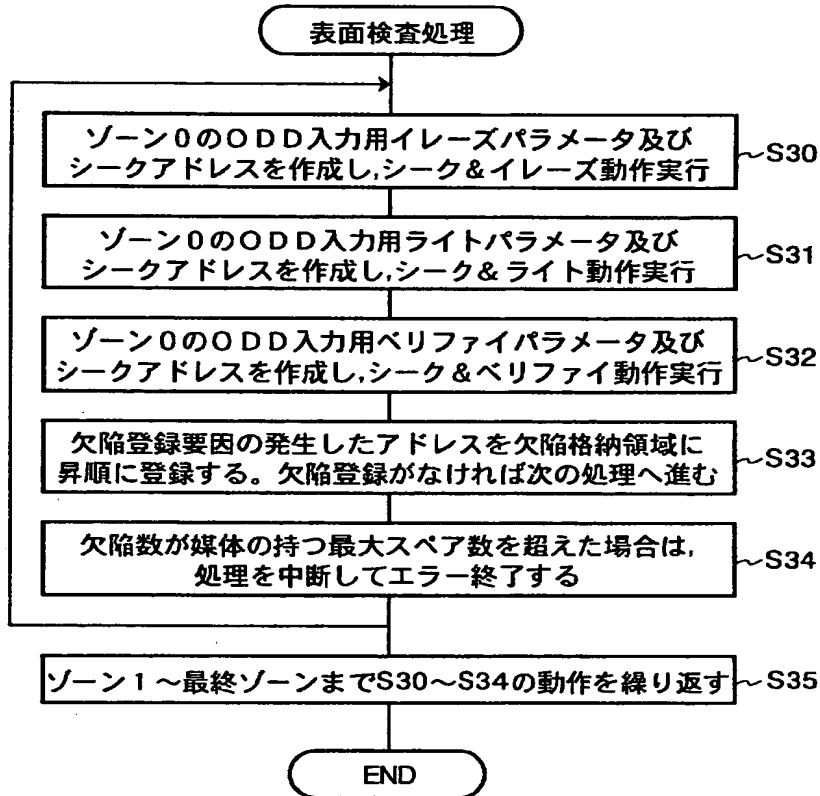 表面検査処理
ゾーン0のODD入力用イレーズパラメータ及び
シークアドレスを作成し,シーク&イレーズ動作実行
~S30
ゾーン0のODD入力用ライトパラメータ及び
シークアドレスを作成し,シーク&ライト動作実行
~S31
ゾーン0のODD入力用ベリファイパラメータ及び
シークアドレスを作成し,シーク&ベリファイ動作実行
~S32
欠陥登録要因の発生したアドレスを欠陥格納領域に
昇順に登録する。欠陥登録がなければ次の処理へ進む
~S33
欠陥数が媒体の持つ最大スペア数を超えた場合は,
処理を中断してエラー終了する
~S34
ゾーン1~最終ゾーンまでS30~S34の動作を繰り返す
~S35
END